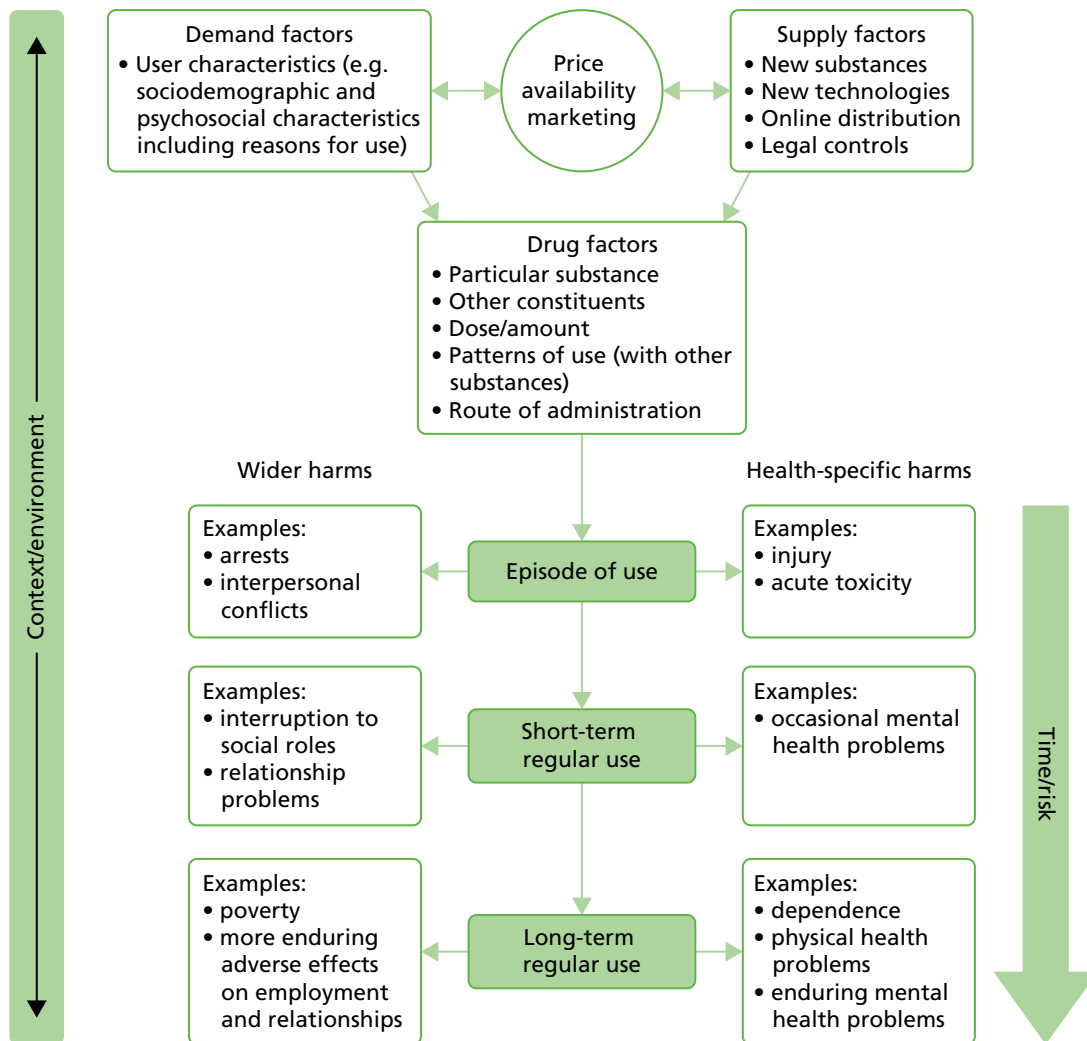 Demand factors
• User characteristics (e.g.
sociodemographic and
psychosocial characteristics
including reasons for use)
Price
availability
marketing
Supply factors
• New substances
• New technologies
• Online distribution
• Legal controls
Drug factors
• Particular substance
• Other constituents
• Dose/amount
• Patterns of use (with other
substances)
• Route of administration
Context/environment
Wider harms
Health-specific harms
Examples:
• arrests
• interpersonal
conflicts
Episode of use
Examples:
• injury
• acute toxicity
Examples:
• interruption to
social roles
• relationship
problems
Short-term
regular use
Examples:
• occasional mental
health problems
Time/risk
Examples:
• poverty
• more enduring
adverse effects
on employment
and relationships
Long-term
regular use
Examples:
• dependence
• physical health
problems
• enduring mental
health problems